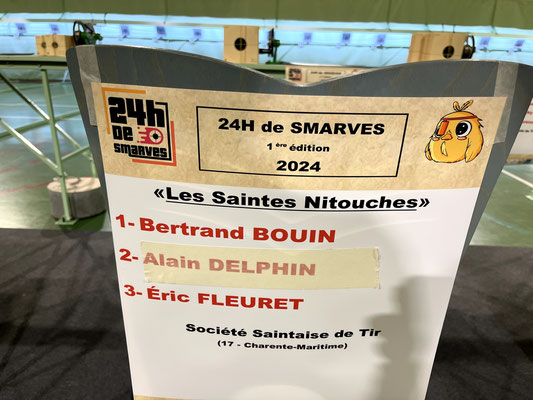 24h
DE
SMARVES
24H de SMARVES
1ère édition
2024
«Les Saintes Nitouches»
1- Bertrand BOUIN
2- Alain DELPHIN
3- Éric FLEURET
Société Saintaise de Tir
(17 - Charente-Maritime)